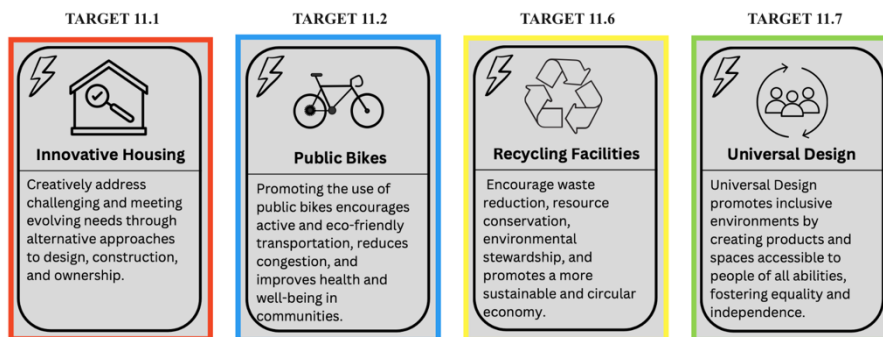 TARGET 11.1
Innovative Housing
Creatively address
challenging and meeting
evolving needs through
alternative approaches
to design, construction,
and ownership.
TARGET 11.2
Public Bikes
Promoting the use of
public bikes encourages
active and eco-friendly
transportation, reduces
congestion, and
improves health and
well-being in
communities.
TARGET 11.6
Recycling Facilities
Encourage waste
reduction, resource
conservation,
environmental
stewardship, and
promotes a more
sustainable and circular
economy.
TARGET 11.7
Universal Design
Universal Design
promotes inclusive
environments by
creating products and
spaces accessible to
people of all abilities,
fostering equality and
independence.